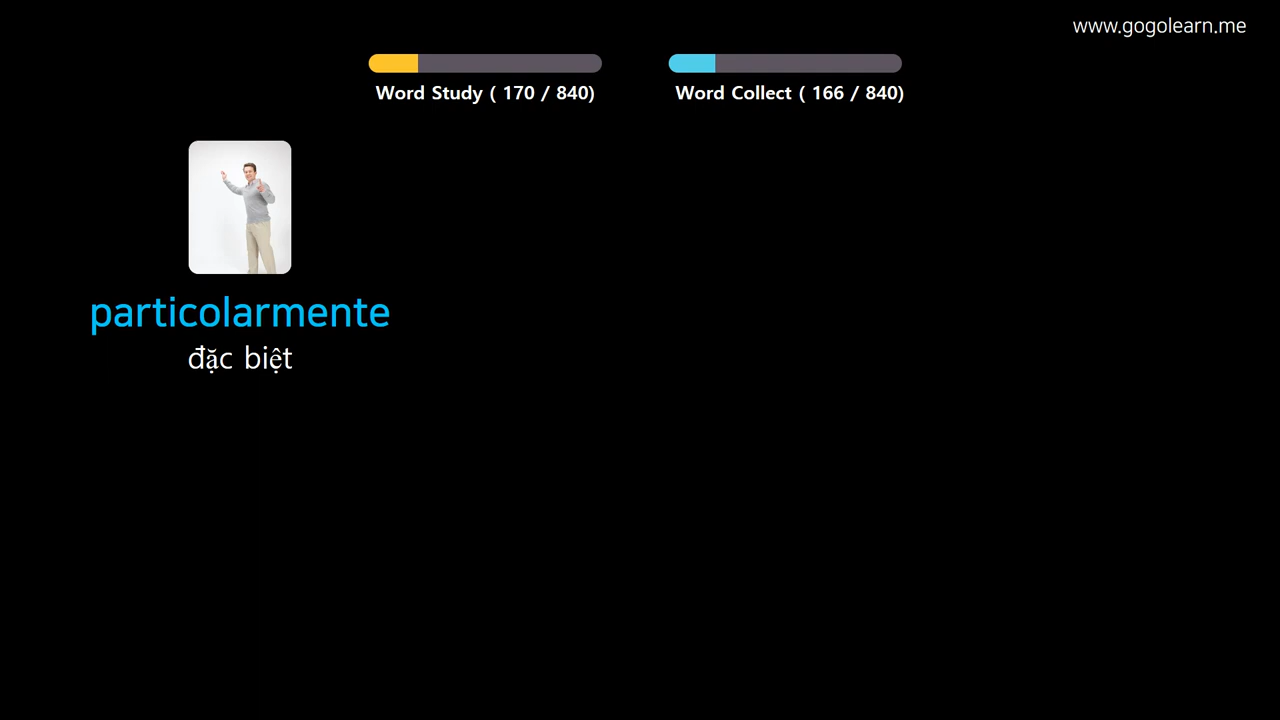 www.gogolearn.me
Word Study ( 170 / 840)
Word Collect ( 166 / 840)
particolarmente
đặc biệt